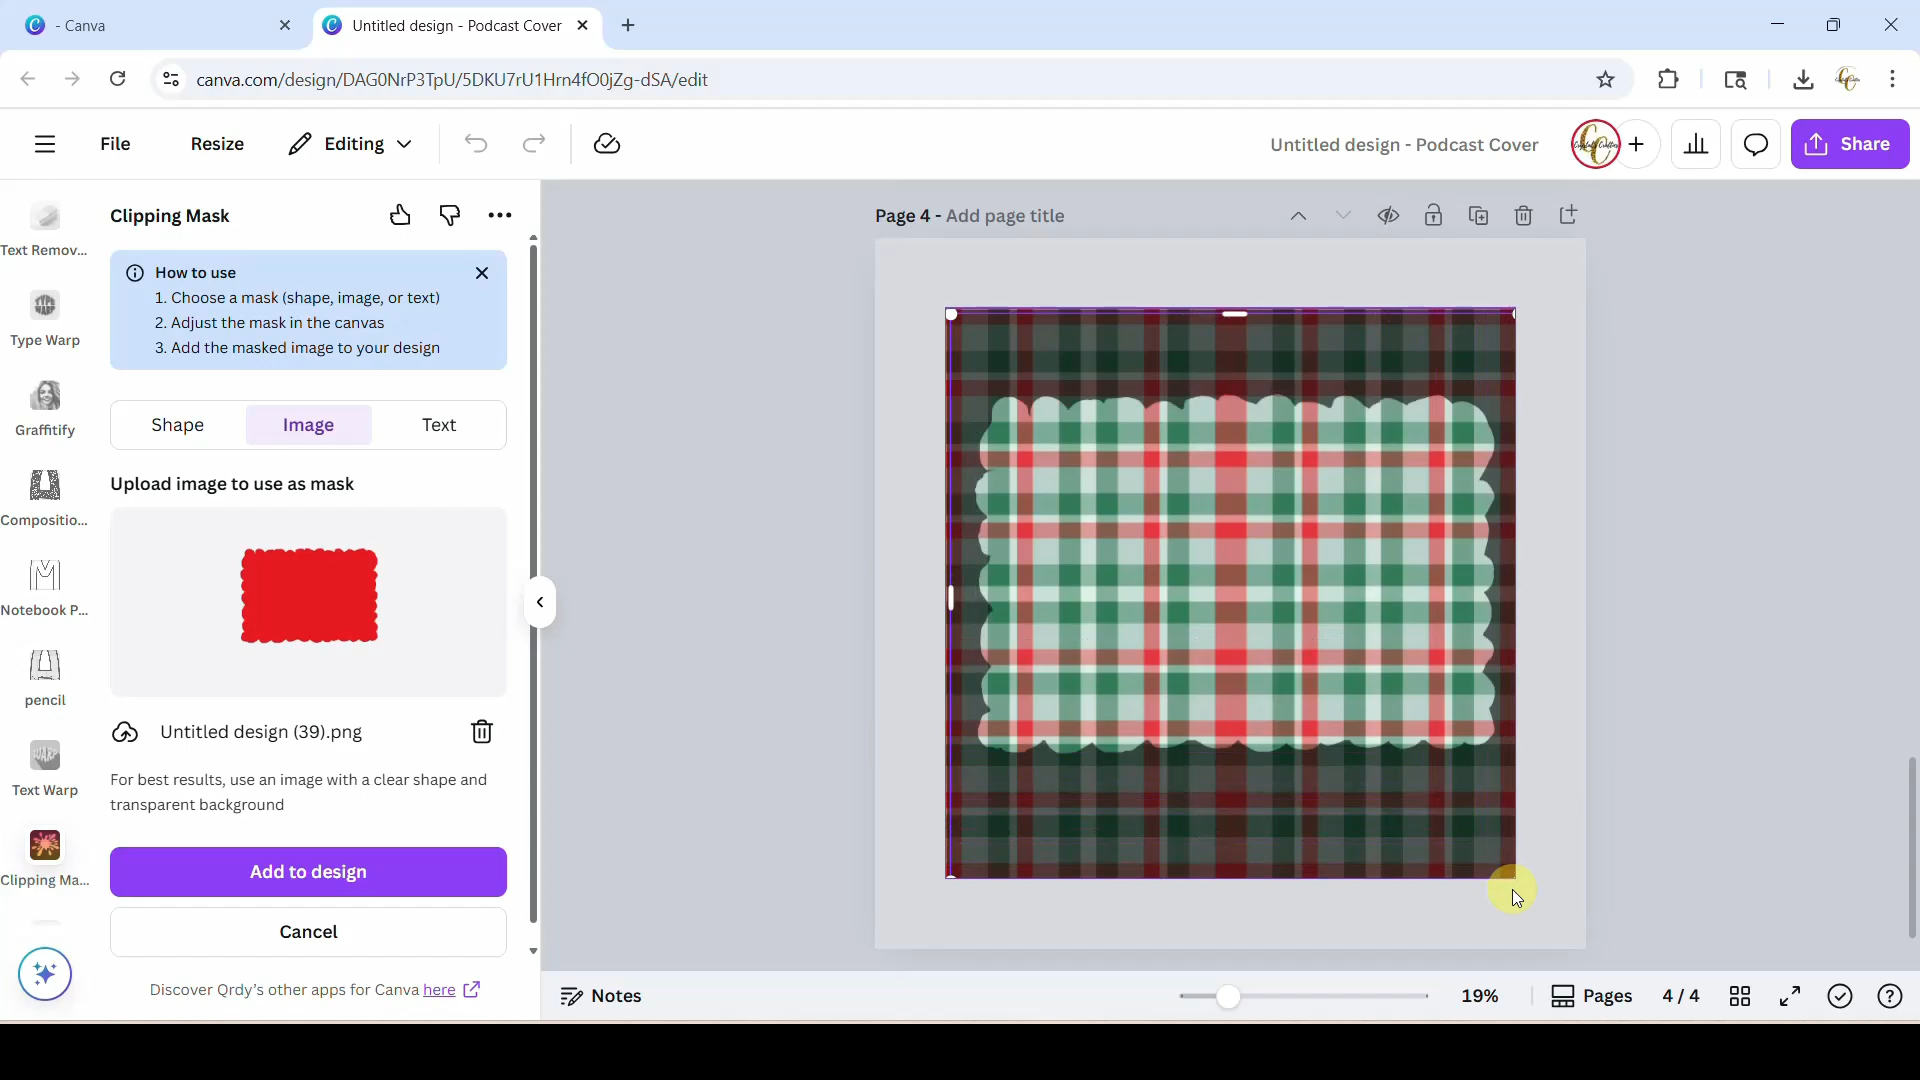 - Canva
Untitled design - Podcast Cover
canva.com/design/DAG0NrP3TpU/5DKU7rU1Hrn4fO0jZg-dSA/edit
File
Resize
Editing
Untitled design - Podcast Cover
Share
Text Remov...
Type Warp
Graffitify
Compositio...
Notebook P...
pencil
Text Warp
Clipping Ma...
Clipping Mask
How to use
1. Choose a mask (shape, image, or text)
2. Adjust the mask in the canvas
3. Add the masked image to your design
Shape
Image
Text
Upload image to use as mask
Untitled design (39).png
For best results, use an image with a clear shape and
transparent background
Add to design
Cancel
Discover Qrdy's other apps for Canva here
Page 4 - Add page title
Notes
19%
Pages
4 / 4